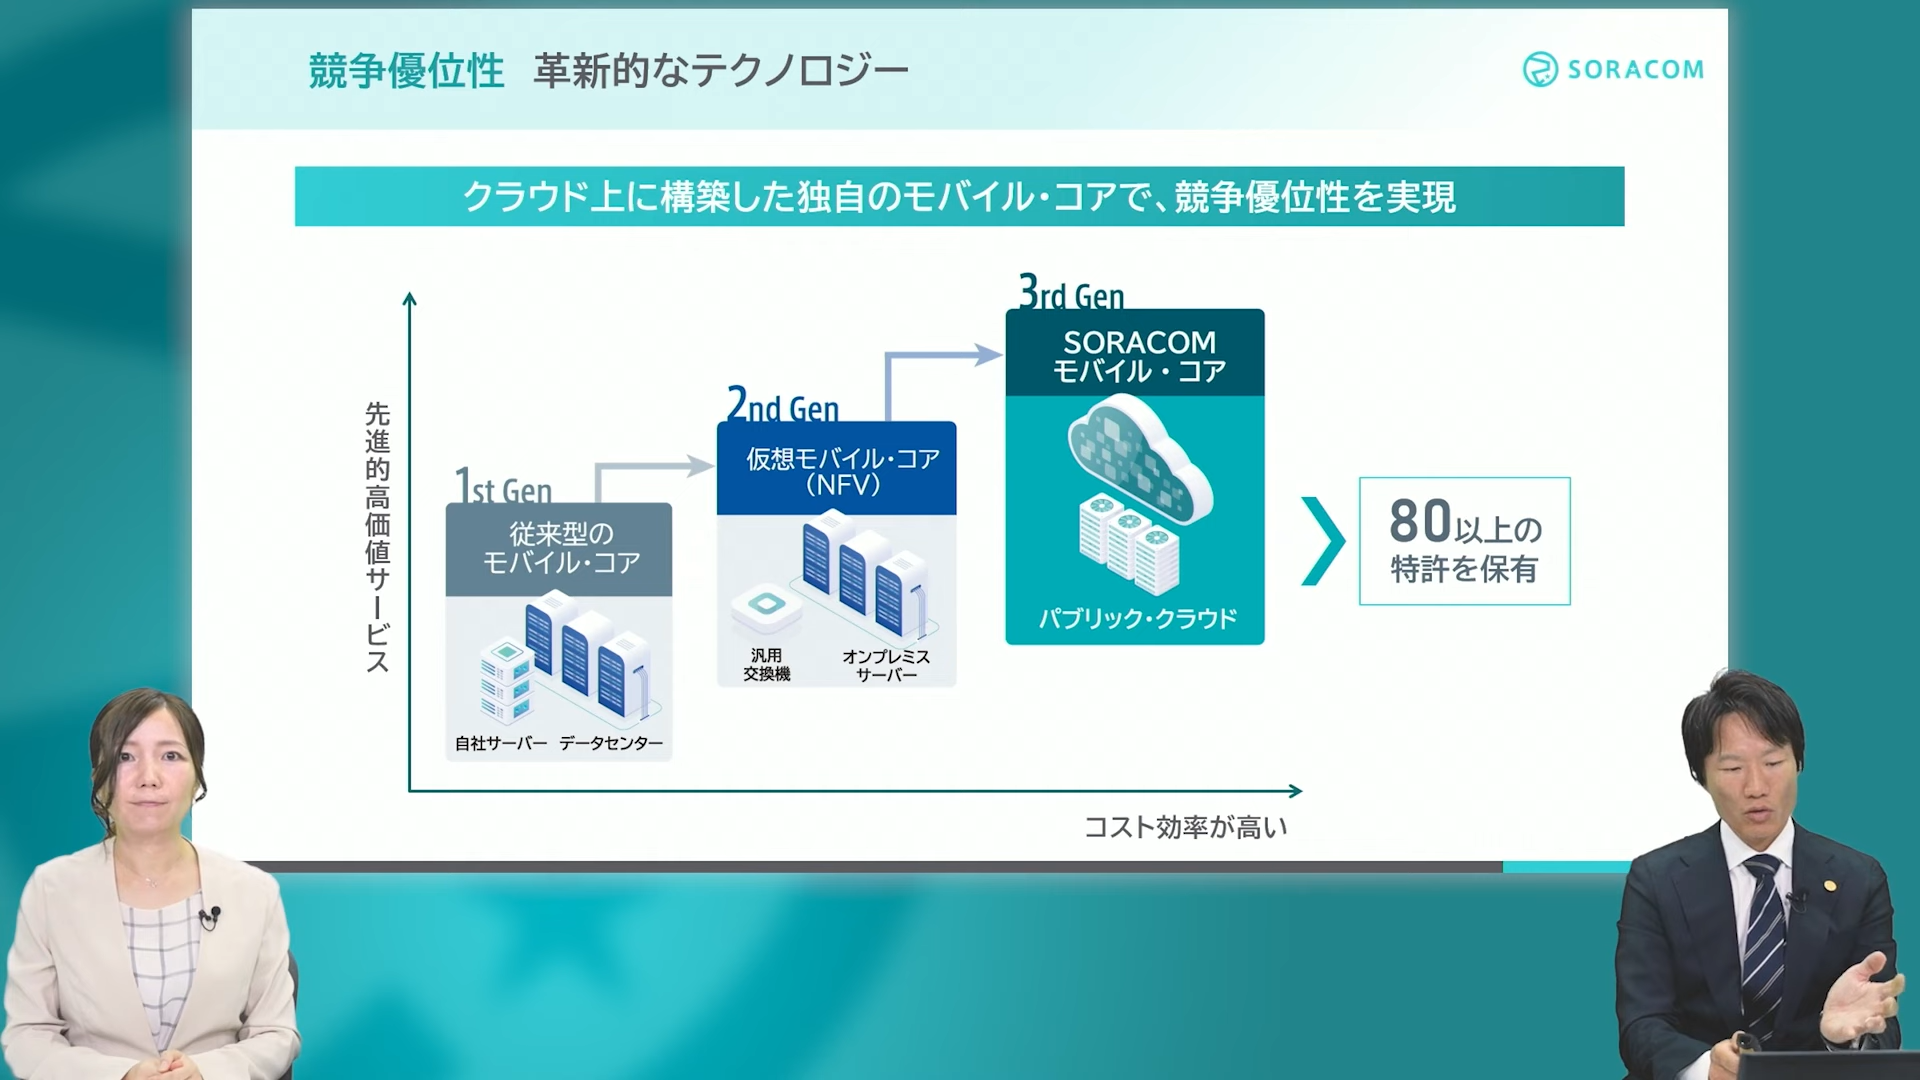 競争優位性 革新的なテクノロジー
SORACOM
クラウド上に構築した独自のモバイル・コアで、競争優位性を実現
先進的高価値サービス
1st Gen
従来型の
モバイル・コア
自社サーバー データセンター
2nd Gen
仮想モバイル・コア
(NFV)
汎用
交換機
オンプレミス
サーバー
3rd Gen
SORACOM
モバイル・コア
パブリック・クラウド
80以上の
特許を保有
コスト効率が高い